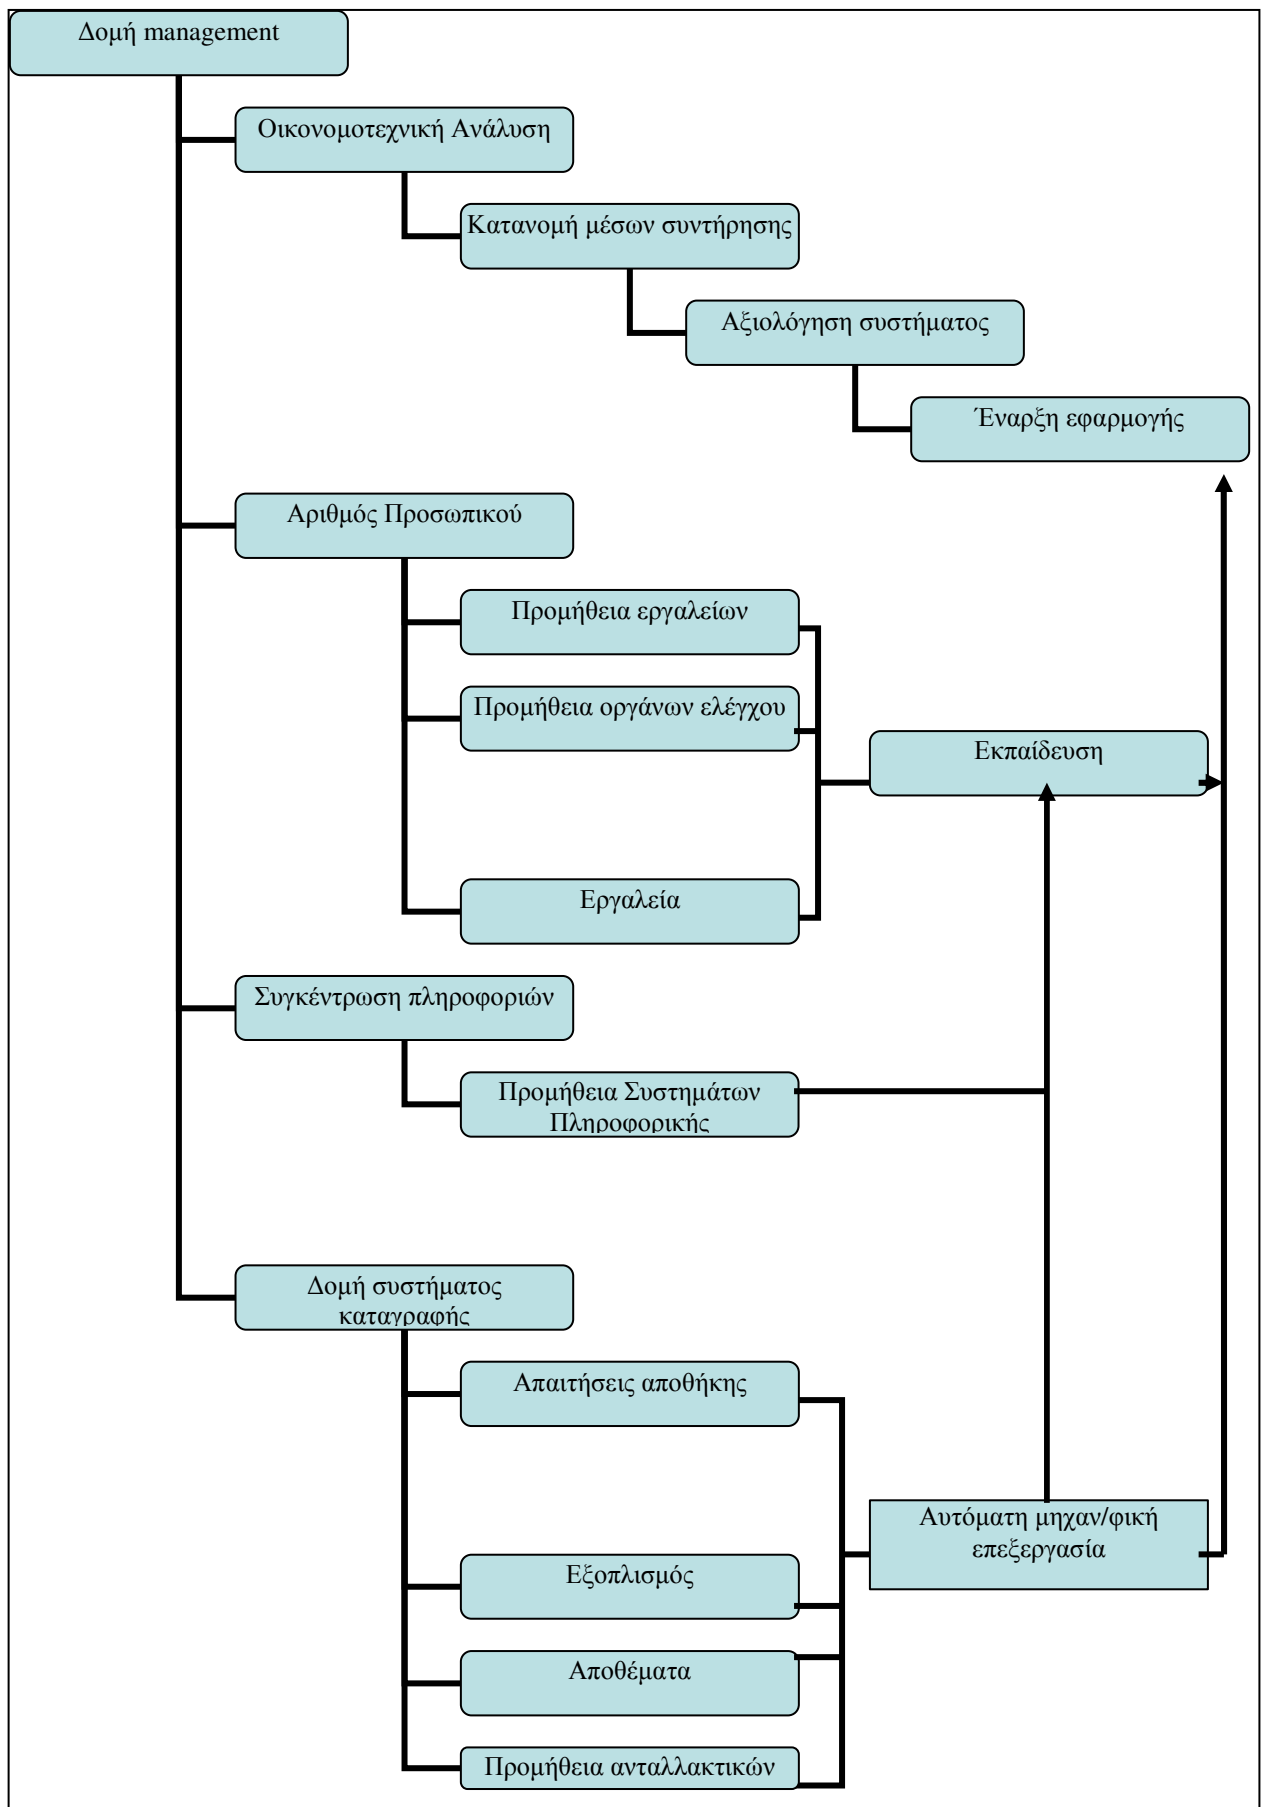 Δομή management
Οικονομοτεχνική Ανάλυση
Κατανομή μέσων συντήρησης
Αξιολόγηση συστήματος
Έναρξη εφαρμογής
Αριθμός Προσωπικού
Προμήθεια εργαλείων
Προμήθεια οργάνων ελέγχου
Εκπαίδευση
Εργαλεία
Συγκέντρωση πληροφοριών
Προμήθεια Συστημάτων
Πληροφορικής
Δομή συστήματος
καταγραφής
Απαιτήσεις αποθήκης
Αυτόματη μηχαν/φική
επεξεργασία
Εξοπλισμός
Αποθέματα
Προμήθεια ανταλλακτικών